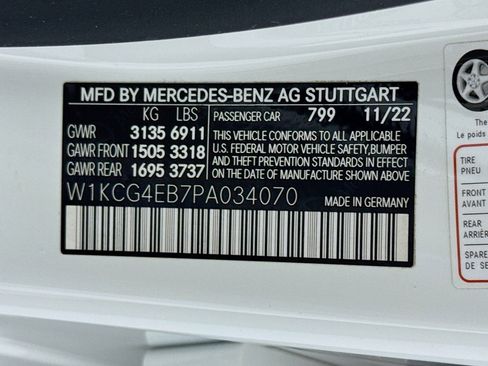 MFD BY MERCEDES-BENZ AG STUTTGART
KG LBS PASSENGER CAR 799 11/22
GVWR 3135 6911
GAWR FRONT 1505 3318
GAWR REAR 1695 3737
THIS VEHICLE CONFORMS TO ALL APPLICABLE
U.S. FEDERAL MOTOR VEHICLE SAFETY,BUMPER
AND THEFT PREVENTION STANDARDS IN EFFECT
ON THE DATE OF MANUFACTURE SHOWN ABOVE.
W1KCG4EB7PA034070 MADE IN GERMANY
The
Le poids
TIRE
PNEU
FRONT
AVANT
REAR
ARRIÈR
SPARE
DE SE